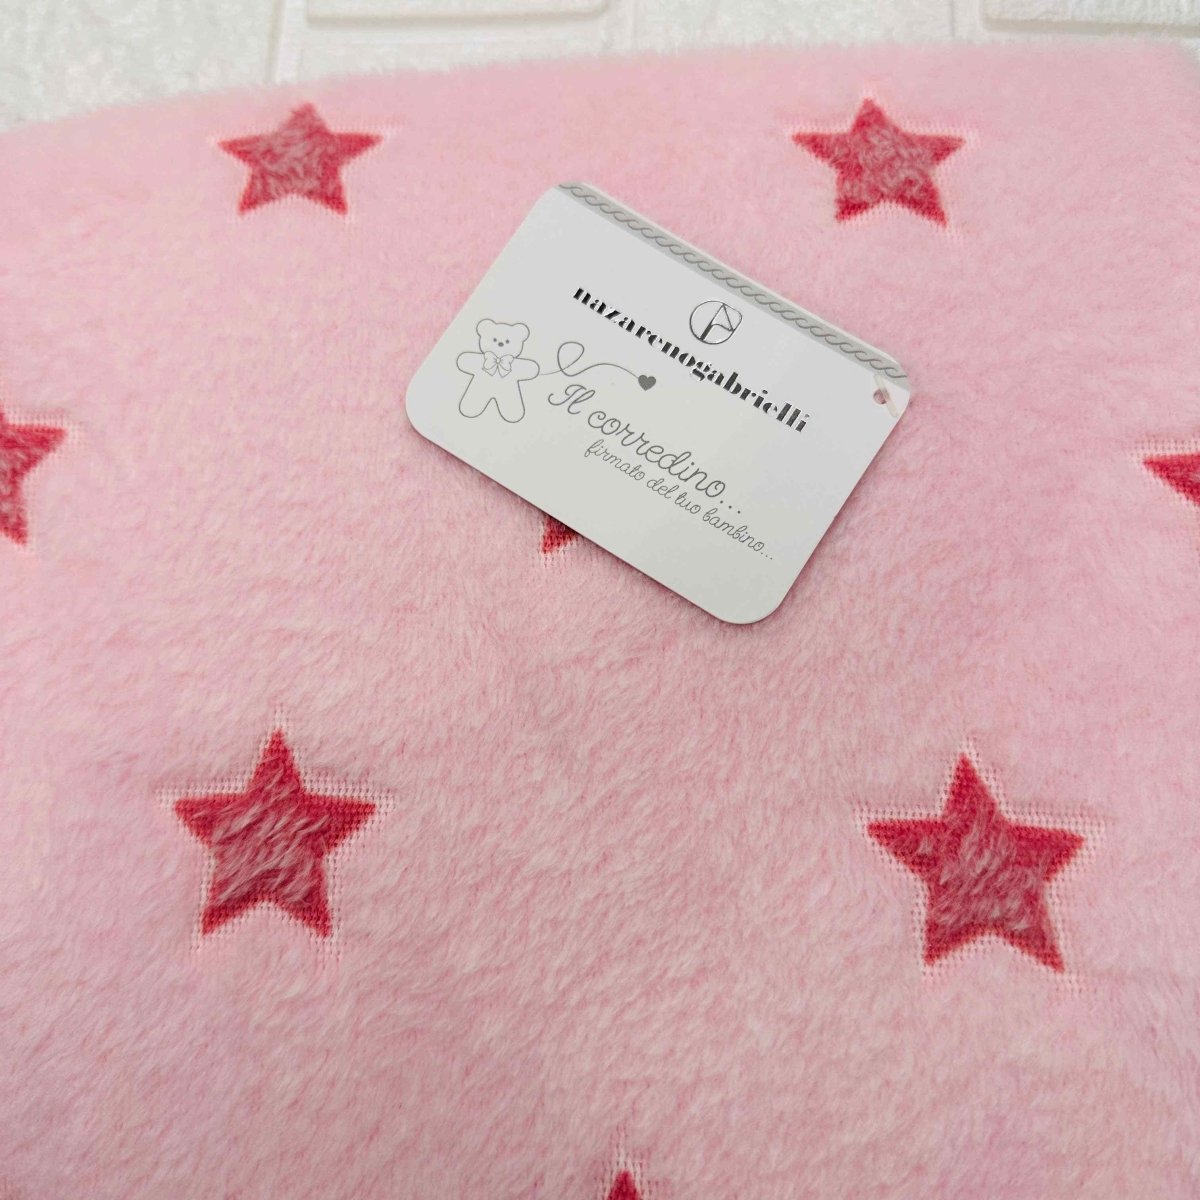 nazarenogabrielli
Il corredino...
firmato del tuo bambino...